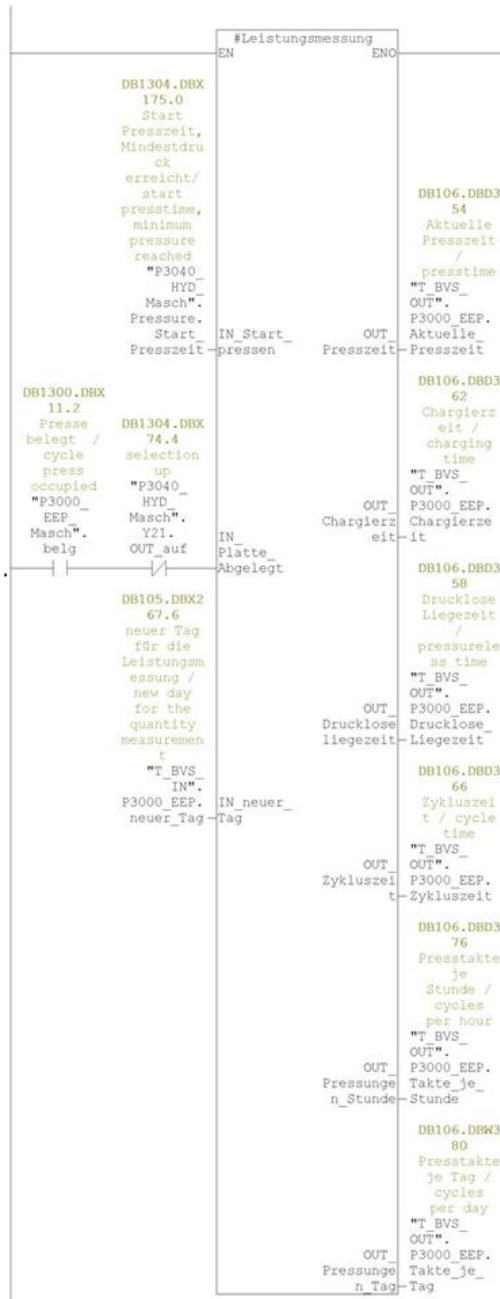 #Leistungsmessung
EN ENO
DB1304.DBX
175.0
Start
Presszeit,
Mindestdru
ck
erreicht/
start
presstime,
minimum
pressure
reached
"P3040_
HYD_
Masch".
Pressure.
Start_
Presszeit
IN_Start_
pressen
DB106.DBD3
54
Aktuelle
Presszeit
/
presstime
"T_BVS_
OUT".
P3000_EEP.
Aktuelle_
Presszeit
OUT_
Presszeit
DB1300.DBX
11.2
Presse
belegt /
cycle
press
occupied
"P3000_
EEP_
Masch".
belg
DB1304.DBX
74.4
selection
up
"P3040_
HYD_
Masch".
Y21.
OUT_auf
IN_
Platte_
Abgelegt
DB106.DBD3
62
Chargierz
eit /
charging
time
"T_BVS_
OUT".
P3000_EEP.
Chargierze
it
OUT_
Chargierz
eit
DB105.DBX2
67.6
neuer Tag
für die
Leistungsm
essung /
new day
for the
quantity
measuremen
t
"T_BVS_
IN".
P3000_EEP.
neuer_Tag
IN_neuer_
Tag
DB106.DBD3
58
Drucklose
Liegezeit
/
pressurele
ss time
"T_BVS_
OUT".
P3000_EEP.
Drucklose_
Liegezeit
OUT_
Drucklose
liegezeit
DB106.DBD3
66
Zykluszei
t / cycle
time
"T_BVS_
OUT".
P3000_EEP.
Zykluszeit
OUT_
Zykluszei
t
DB106.DBD3
76
Presstakte
je
Stunde /
cycles
per hour
"T_BVS_
OUT".
P3000_EEP.
Takte_je_
Stunde
OUT_
Pressunge
n_Stunde
DB106.DBW3
80
Presstakte
je Tag /
cycles
per day
"T_BVS_
OUT".
P3000_EEP.
Takte_je_
Tag
OUT_
Pressunge
n_Tag